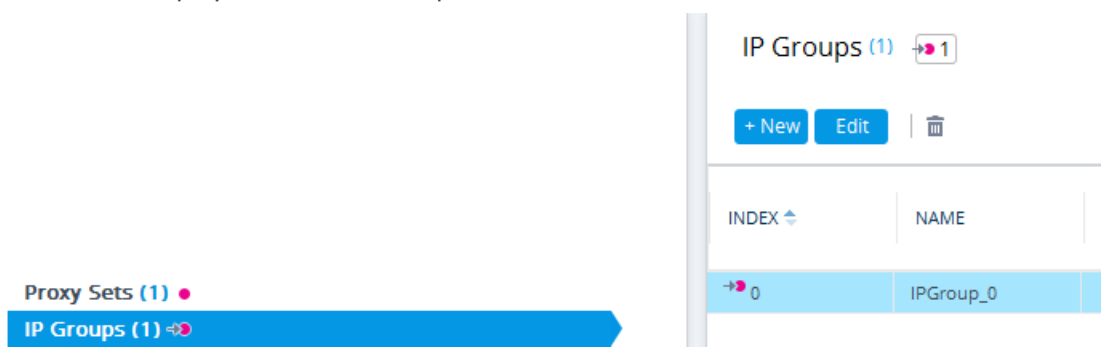 IP Groups (1) 1
+ New Edit
INDEX NAME
0 IPGroup_0
Proxy Sets (1)
IP Groups (1)